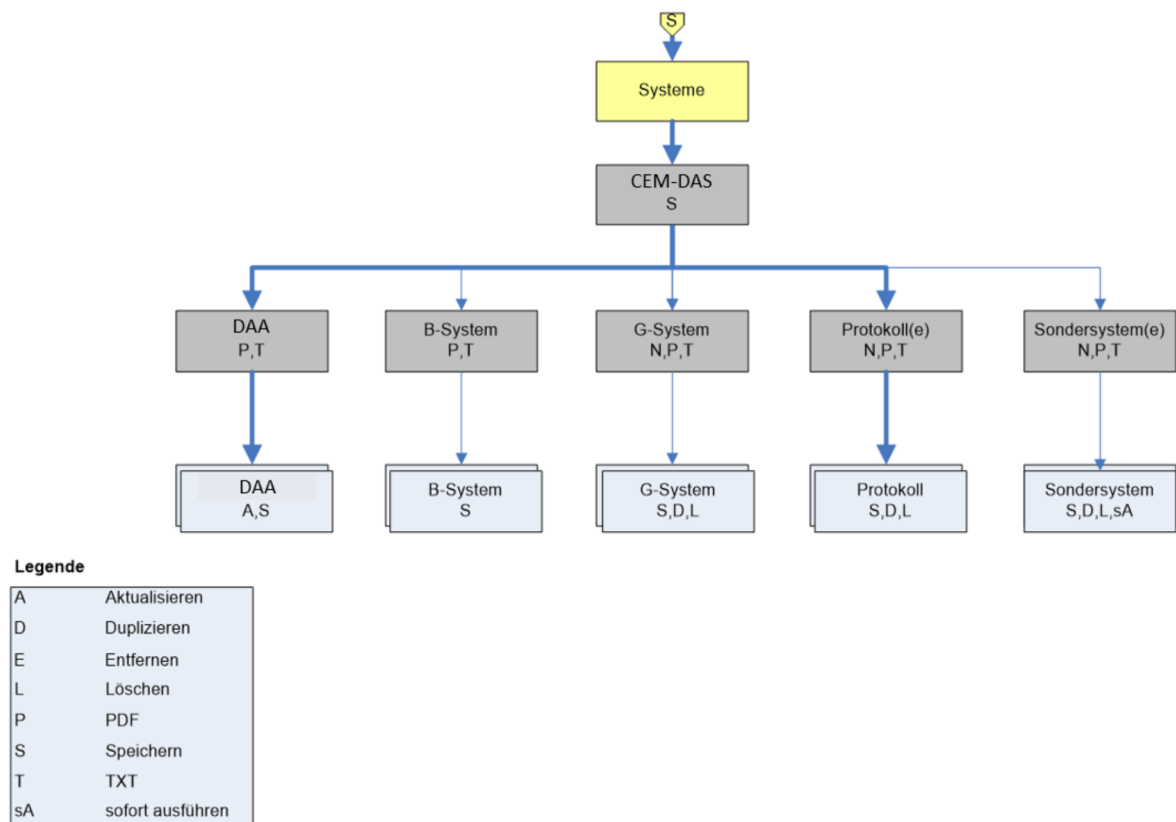 S
Systeme
CEM-DAS
S
DAA
P,T
B-System
P,T
G-System
N,P,T
Protokoll(e)
N,P,T
Sondersystem(e)
N,P,T
DAA
A,S
B-System
S
G-System
S,D,L
Protokoll
S,D,L
Sondersystem
S,D,L,sA
Legende
A Aktualisieren
D Duplizieren
E Entfernen
L Löschen
P PDF
S Speichern
T TXT
sA sofort ausführen